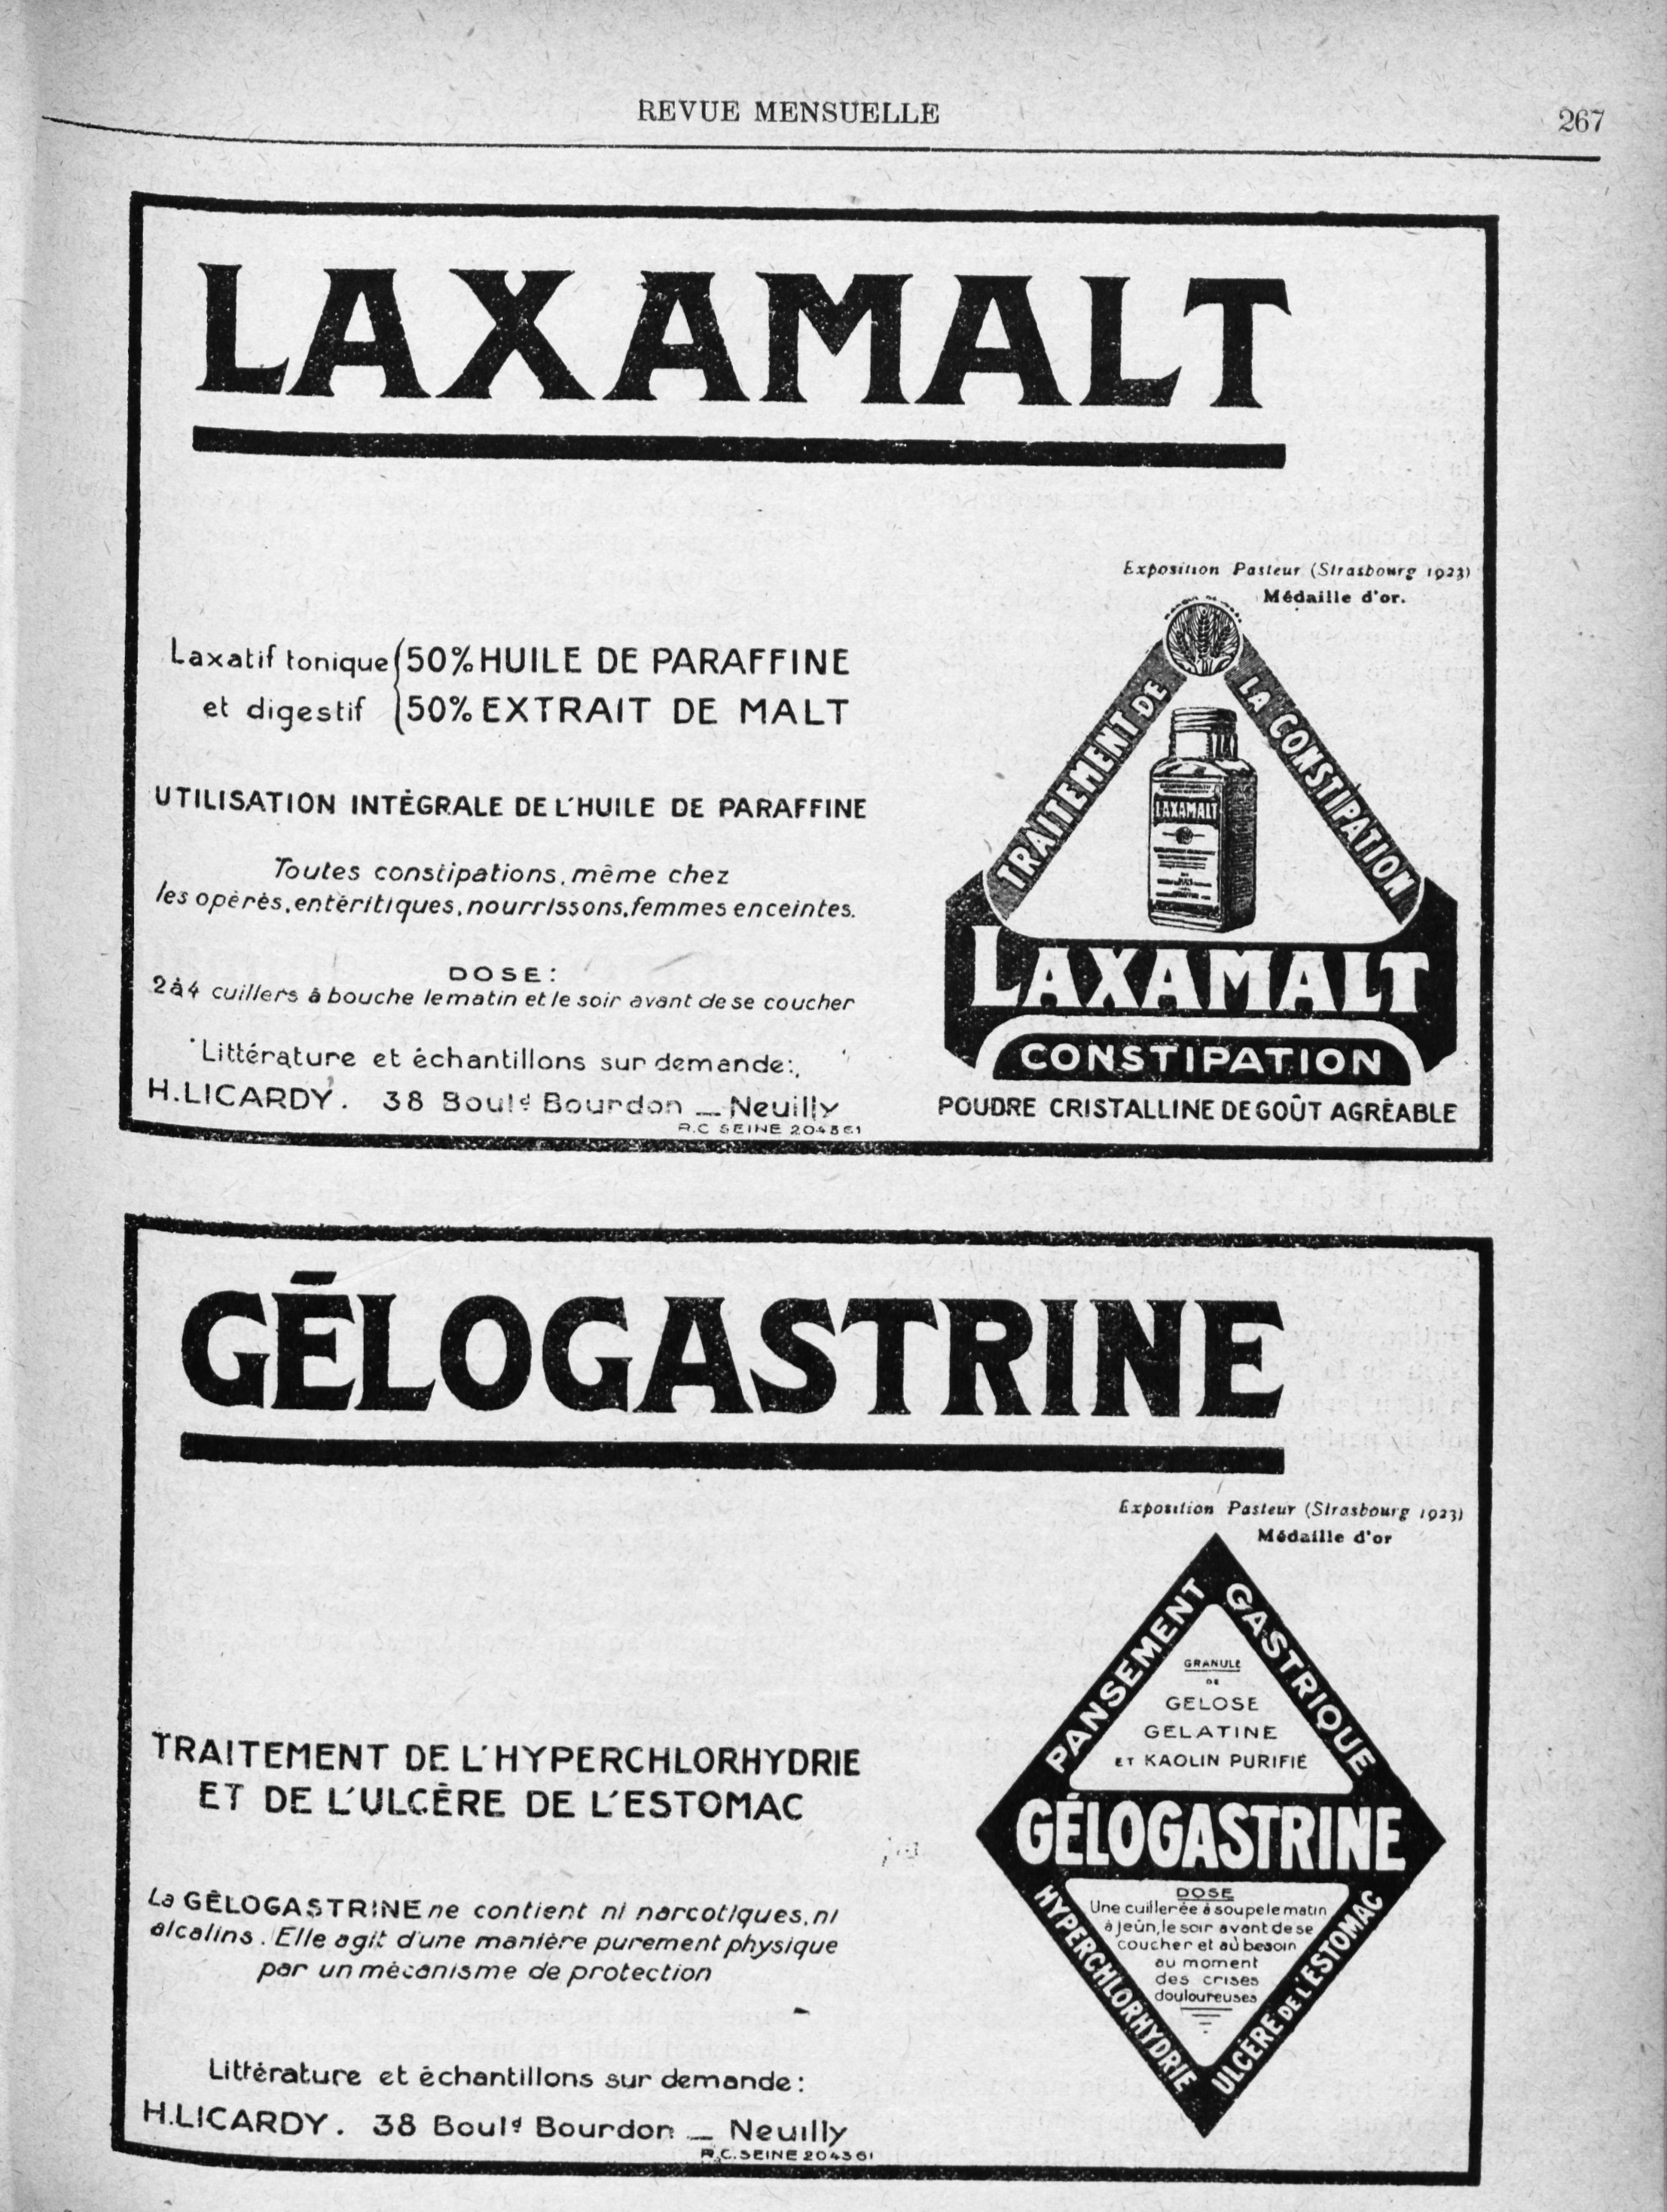 REVUE MENSUELLE
267
LAXAMALT
Exposition Pasteur (Strasbourg 1923)
Médaille d'or.
Laxatif tonique 50% HUILE DE PARAFFINE
et digestif 50% EXTRAIT DE MALT
UTILISATION INTÉGRALE DE L'HUILE DE PARAFFINE
Toutes constipations, même chez
les opérés, entéritiques, nourrissons, femmes enceintes.
DOSE:
2 à 4 cuillers à bouche le matin et le soir avant de se coucher
Littérature et échantillons sur demande:
H. LICARDY. 38 Boulᵈ Bourdon _ Neuilly
R.C SEINE 204361
TRAITEMENT DE
LA CONSTIPATION
LAXAMALT
LAXAMALT
CONSTIPATION
POUDRE CRISTALLINE DE GOÛT AGRÉABLE
GÉLOGASTRINE
Exposition Pasteur (Strasbourg 1923)
Médaille d'or
TRAITEMENT DE L'HYPERCHLORHYDRIE
ET DE L'ULCÈRE DE L'ESTOMAC
La GÉLOGASTRINE ne contient ni narcotiques, ni
alcalins. Elle agit d'une manière purement physique
par un mécanisme de protection
Littérature et échantillons sur demande:
H. LICARDY. 38 Boulᵈ Bourdon _ Neuilly
R.C. SEINE 204361
PANSEMENT
GASTRIQUE
GRANULE
DE
GELOSE
GELATINE
ET KAOLIN PURIFIÉ
GÉLOGASTRINE
DOSE
Une cuillerée à soupe le matin
à jeûn, le soir avant de se
coucher et aû besoin
au moment
des crises
douloureuses
HYPERCHLORHYDRIE
ULCÈRE DE L'ESTOMAC